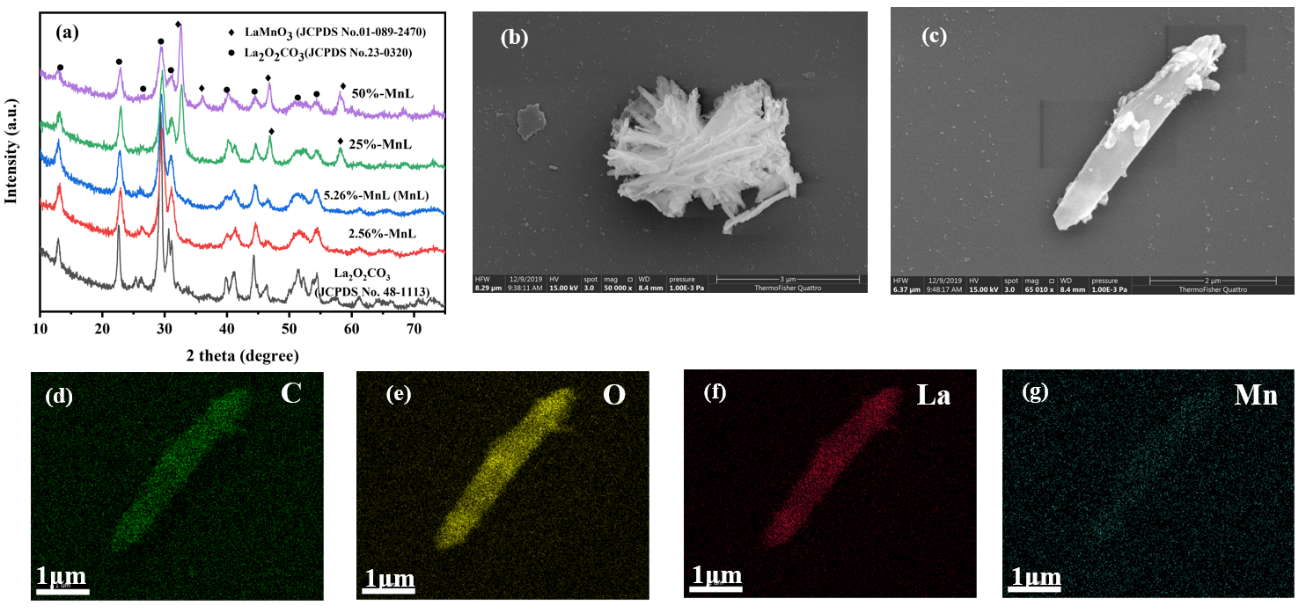 (a)
♦ LaMnO₃ (JCPDS No.01-089-2470)
● La₂O₂CO₃(JCPDS No.23-0320)
50%-MnL
25%-MnL
5.26%-MnL (MnL)
2.56%-MnL
La₂O₂CO₃
(JCPDS No. 48-1113)
Intensity (a.u.)
10 20 30 40 50 60 70
2 theta (degree)
(b)
HFW 12/9/2019 HV spot mag □ WD pressure 3 µm
8.29 µm 9:38:11 AM 15.00 kV 3.0 50 000 x 8.4 mm 1.00E-3 Pa ThermoFisher Quattro
(c)
HFW 12/9/2019 HV spot mag □ WD pressure 2 µm
6.37 µm 9:48:17 AM 15.00 kV 3.0 65 010 x 8.4 mm 1.00E-3 Pa ThermoFisher Quattro
(d) C
1µm
(e) O
1µm
(f) La
1µm
(g) Mn
1µm